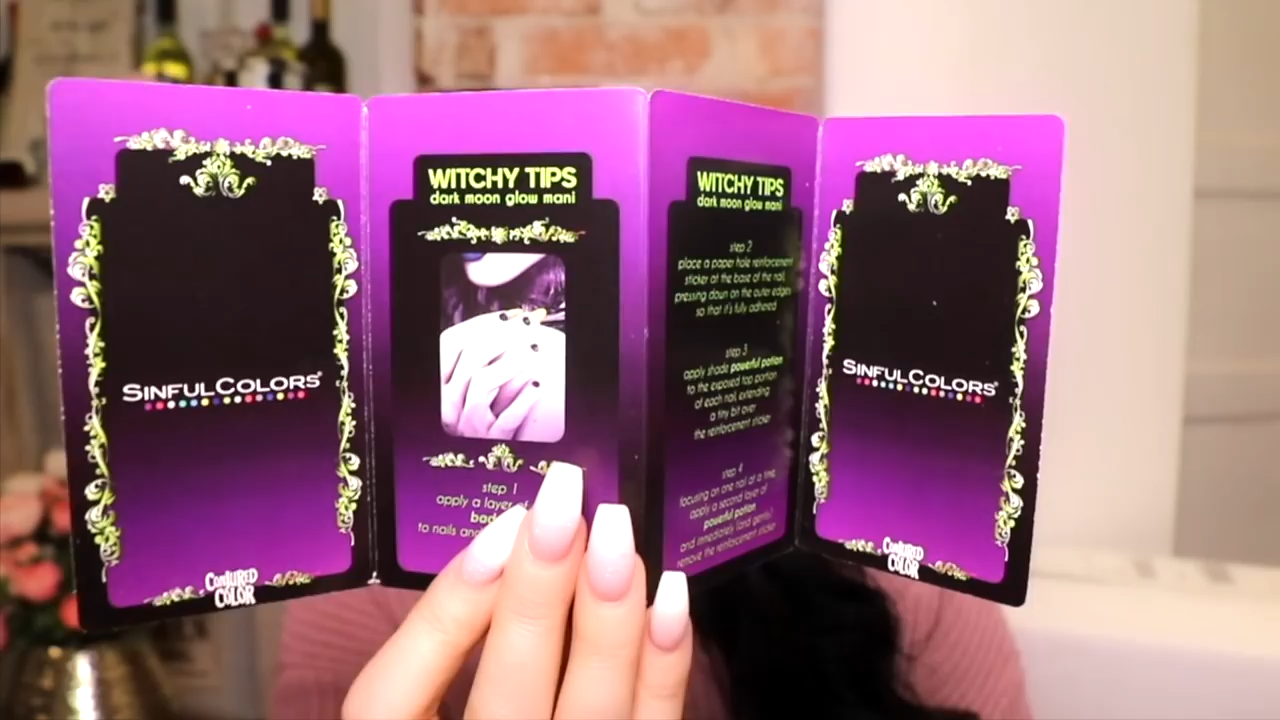 SINFULCOLORS®
CONJURED
COLOR
WITCHY TIPS
dark moon glow mani
step 1
apply a layer of
to nails
WITCHY TIPS
dark moon glow mani
step 2
place a paper hole reinforcement
sticker at the base of the nail,
pressing down on the outer edges
so that it's fully adhered
step 3
apply shade powerful potion
to the exposed top portion
of each nail, extending
a tiny bit over
the reinforcement sticker
step 4
focusing on one nail at a time,
apply a second layer of
powerful potion
and immediately (and gently)
remove the reinforcement sticker
SINFULCOLORS®
CONJURED
COLOR